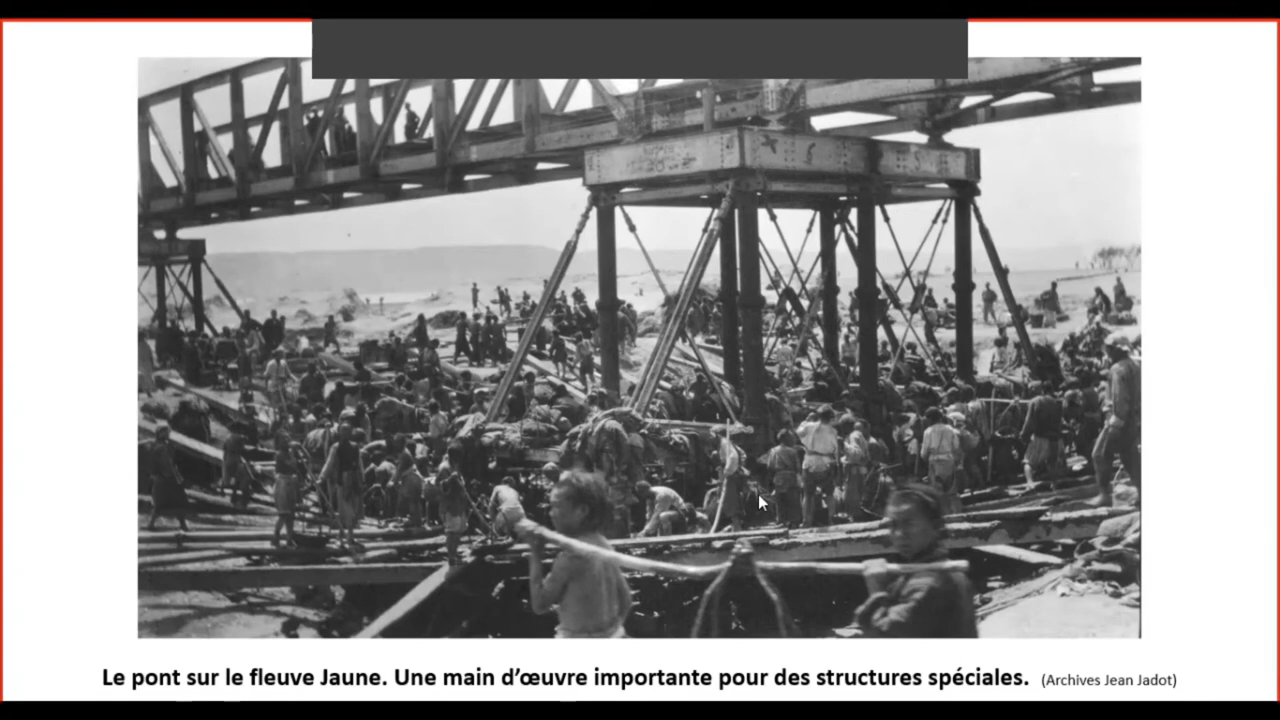 Le pont sur le fleuve Jaune. Une main d’œuvre importante pour des structures spéciales. (Archives Jean Jadot)